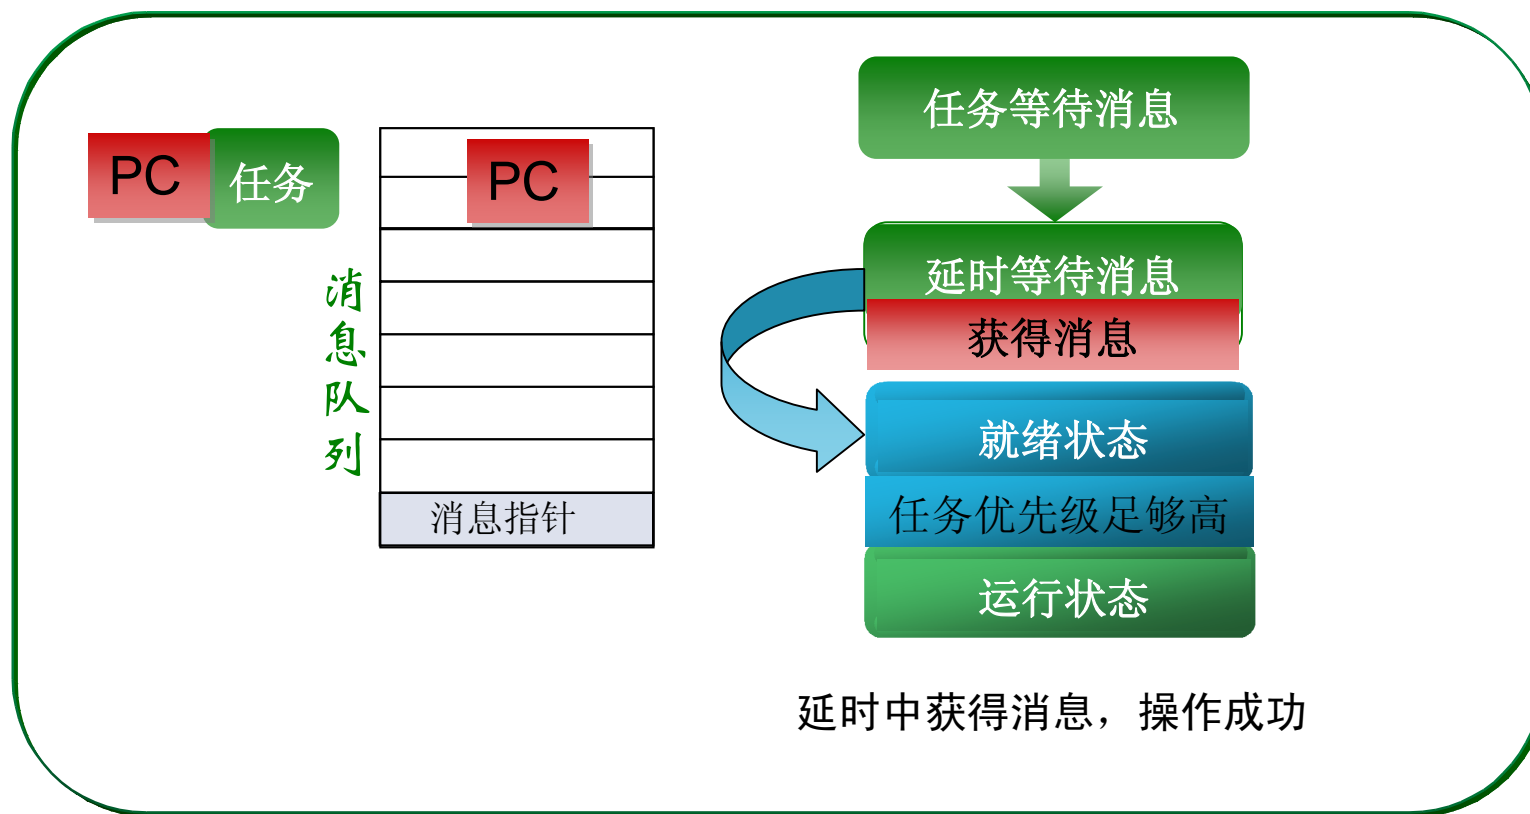 PC
任务
PC
消
息
队
列
消息指针
任务等待消息
延时等待消息
获得消息
就绪状态
任务优先级足够高
运行状态
延时中获得消息，操作成功